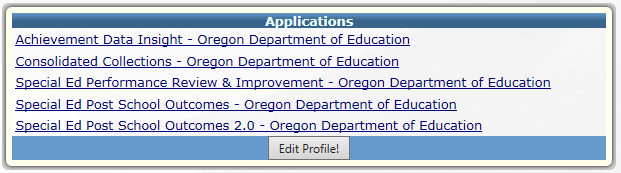 Applications
Achievement Data Insight - Oregon Department of Education
Consolidated Collections - Oregon Department of Education
Special Ed Performance Review & Improvement - Oregon Department of Education
Special Ed Post School Outcomes - Oregon Department of Education
Special Ed Post School Outcomes 2.0 - Oregon Department of Education
Edit Profile!